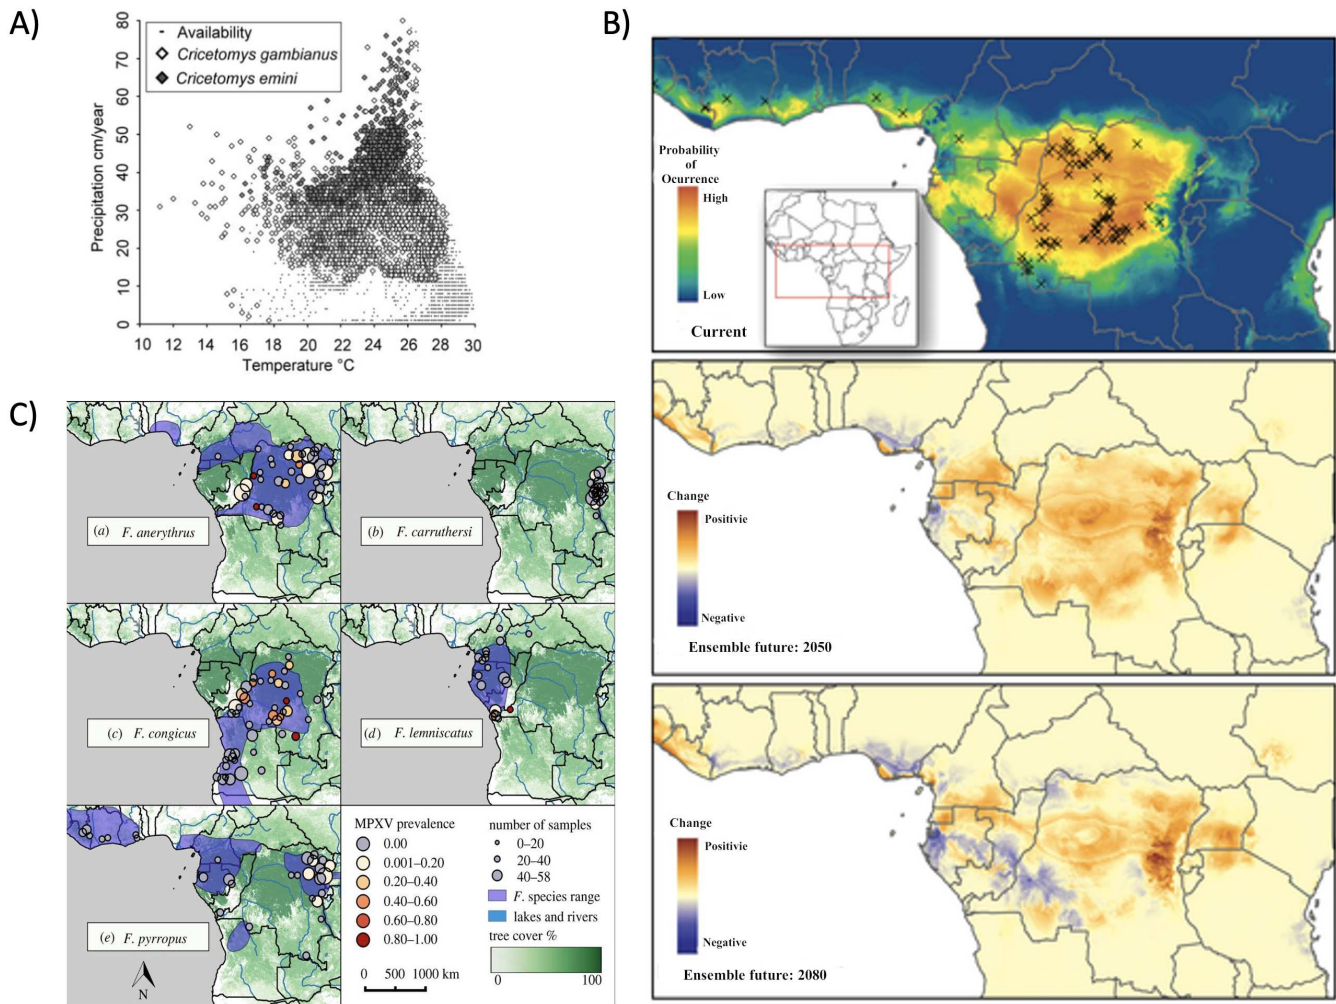 A)
80
70
60
50
40
30
20
10
0
Precipitation cm/year
Availability
Cricetomys gambianus
Cricetomys emini
10 12 14 16 18 20 22 24 26 28 30
Temperature °C
B)
Probability
of
Ocurrence
High
Low
Current
Change
Positivie
Negative
Ensemble future: 2050
Change
Positivie
Negative
Ensemble future: 2080
C)
(a) F. anerythrus
(b) F. carruthersi
(c) F. congicus
(d) F. lemniscatus
(e) F. pyrropus
N
MPXV prevalence
0.00
0.001–0.20
0.20–0.40
0.40–0.60
0.60–0.80
0.80–1.00
0 500 1000 km
number of samples
0–20
20–40
40–58
F. species range
lakes and rivers
tree cover %
0 100